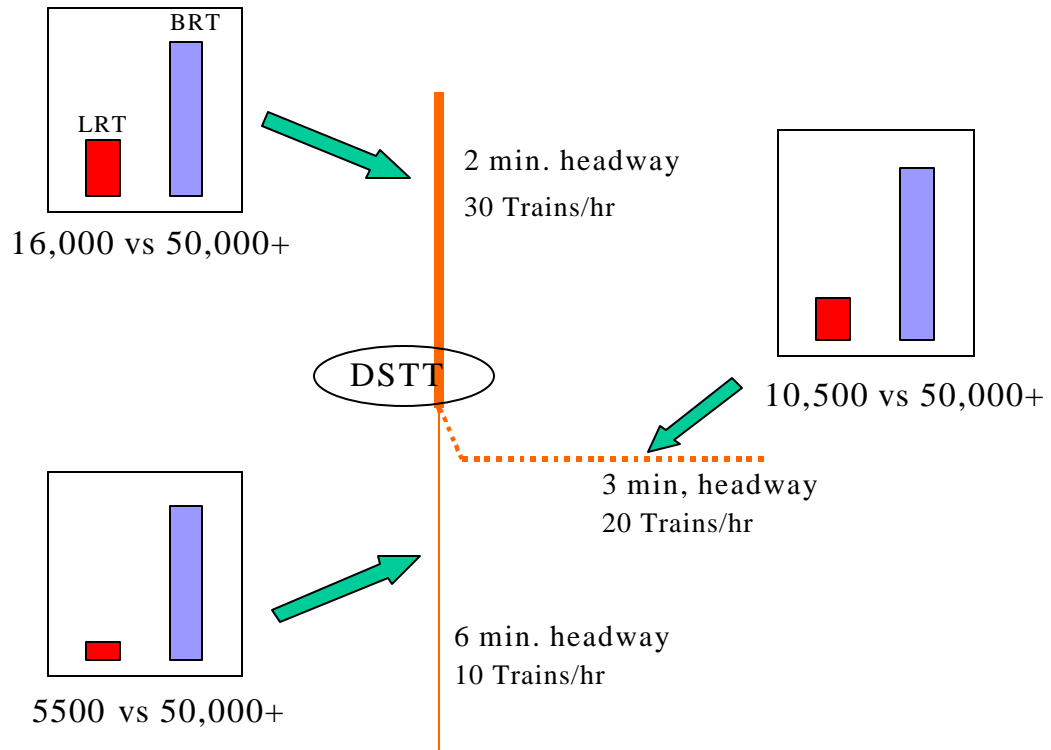 BRT
LRT
16,000 vs 50,000+
2 min. headway
30 Trains/hr
DSTT
10,500 vs 50,000+
3 min, headway
20 Trains/hr
6 min. headway
10 Trains/hr
5500 vs 50,000+